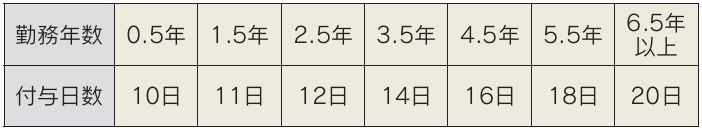 勤務年数 0.5年 1.5年 2.5年 3.5年 4.5年 5.5年 6.5年以上
付与日数 10日 11日 12日 14日 16日 18日 20日